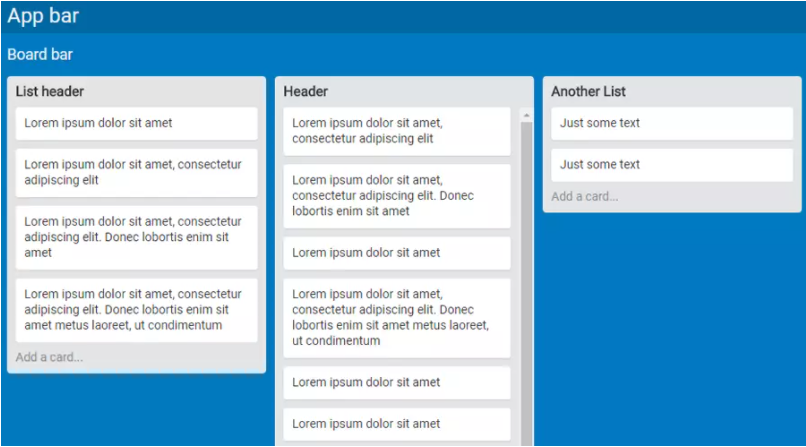 App bar
Board bar
List header
Lorem ipsum dolor sit amet
Lorem ipsum dolor sit amet, consectetur
adipiscing elit
Lorem ipsum dolor sit amet, consectetur
adipiscing elit. Donec lobortis enim sit
amet
Lorem ipsum dolor sit amet, consectetur
adipiscing elit. Donec lobortis enim sit
amet metus laoreet, ut condimentum
Add a card...
Header
Lorem ipsum dolor sit amet,
consectetur adipiscing elit
Lorem ipsum dolor sit amet,
consectetur adipiscing elit. Donec
lobortis enim sit amet
Lorem ipsum dolor sit amet
Lorem ipsum dolor sit amet,
consectetur adipiscing elit. Donec
lobortis enim sit amet metus laoreet,
ut condimentum
Lorem ipsum dolor sit amet
Lorem ipsum dolor sit amet
Another List
Just some text
Just some text
Add a card...